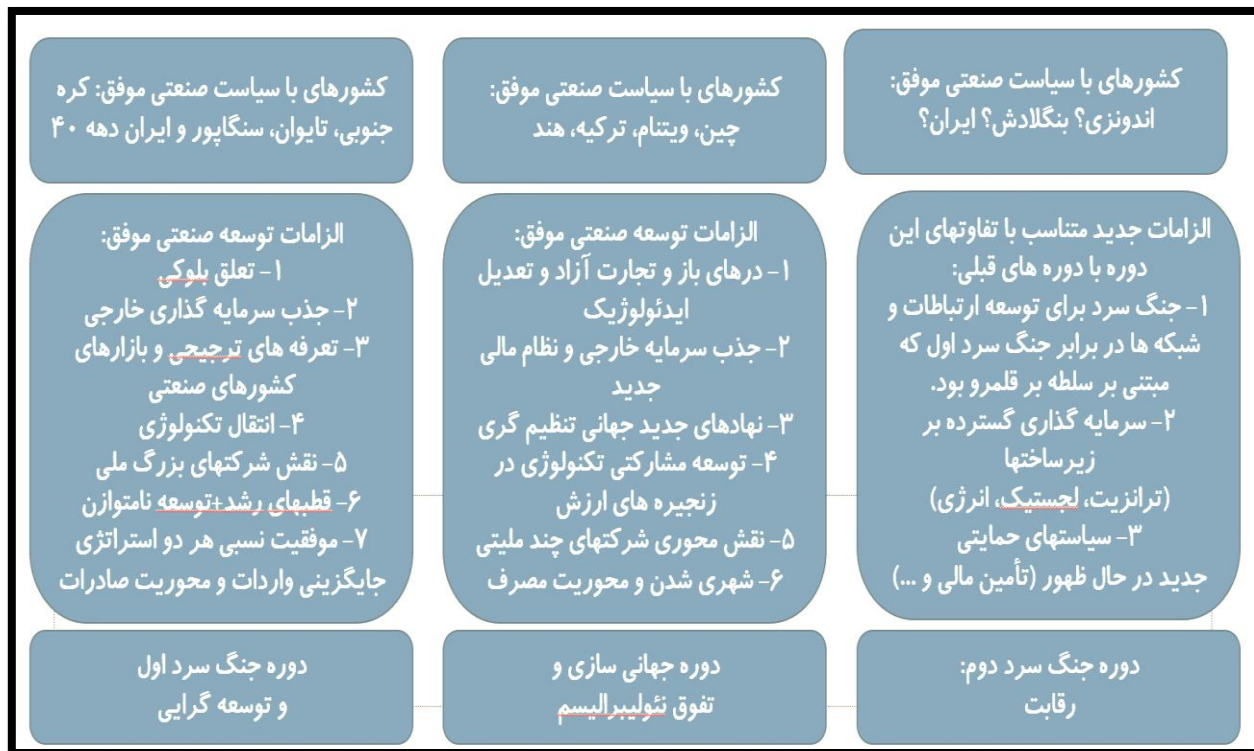 کشورهای با سیاست صنعتی موفق:
اندونزی؟ بنگلادش؟ ایران؟
کشورهای با سیاست صنعتی موفق:
چین، ویتنام، ترکیه، هند
کشورهای با سیاست صنعتی موفق: کره
جنوبی، تایوان، سنگاپور و ایران دهه ۴۰
الزامات جدید متناسب با تفاوتهای این
دوره با دوره های قبلی:
۱- جنگ سرد برای توسعه ارتباطات و
شبکه ها در برابر جنگ سرد اول که
مبتنی بر سلطه بر قلمرو بود.
۲- سرمایه گذاری گسترده بر
زیرساختها
(ترانزیت، لجستیک، انرژی)
۳- سیاستهای حمایتی
جدید در حال ظهور (تأمین مالی و ...)
الزامات توسعه صنعتی موفق:
۱- درهای باز و تجارت آزاد و تعدیل
ایدئولوژیک
۲- جذب سرمایه خارجی و نظام مالی
جدید
۳- نهادهای جدید جهانی تنظیم گری
۴- توسعه مشارکتی تکنولوژی در
زنجیره های ارزش
۵- نقش محوری شرکتهای چند ملیتی
۶- شهری شدن و محوریت مصرف
الزامات توسعه صنعتی موفق:
۱- تعلق بلوکی
۲- جذب سرمایه گذاری خارجی
۳- تعرفه های ترجیحی و بازارهای
کشورهای صنعتی
۴- انتقال تکنولوژی
۵- نقش شرکتهای بزرگ ملی
۶- قطبهای رشد+توسعه نامتوازن
۷- موفقیت نسبی هر دو استراتژی
جایگزینی واردات و محوریت صادرات
دوره جنگ سرد دوم:
رقابت
دوره جهانی سازی و
تفوق نئولیبرالیسم
دوره جنگ سرد اول
و توسعه گرایی